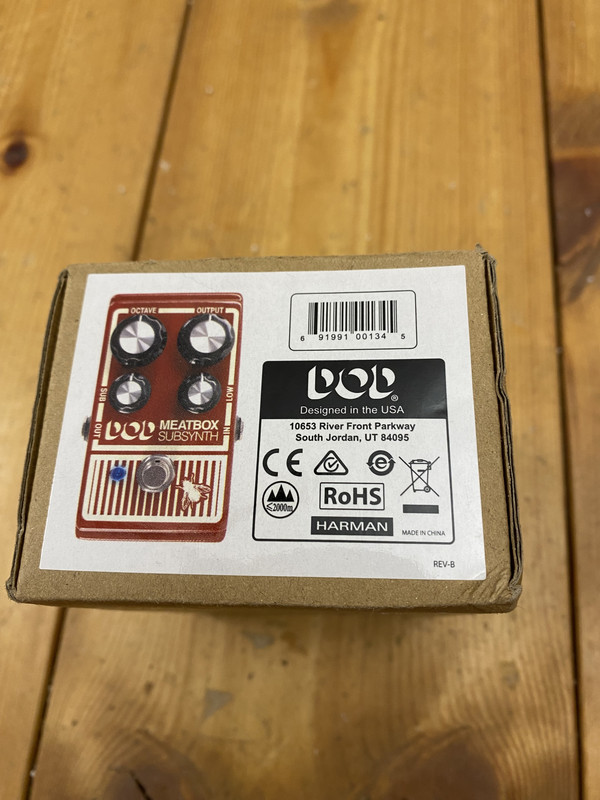 OCTAVE OUTPUT
SUB LOW
OUT IN
DOD MEATBOX
SUBSYNTH
6 91991 00134 5
DOD®
Designed in the USA
10653 River Front Parkway
South Jordan, UT 84095
CE
≤2000m
RoHS
HARMAN
MADE IN CHINA
REV-B